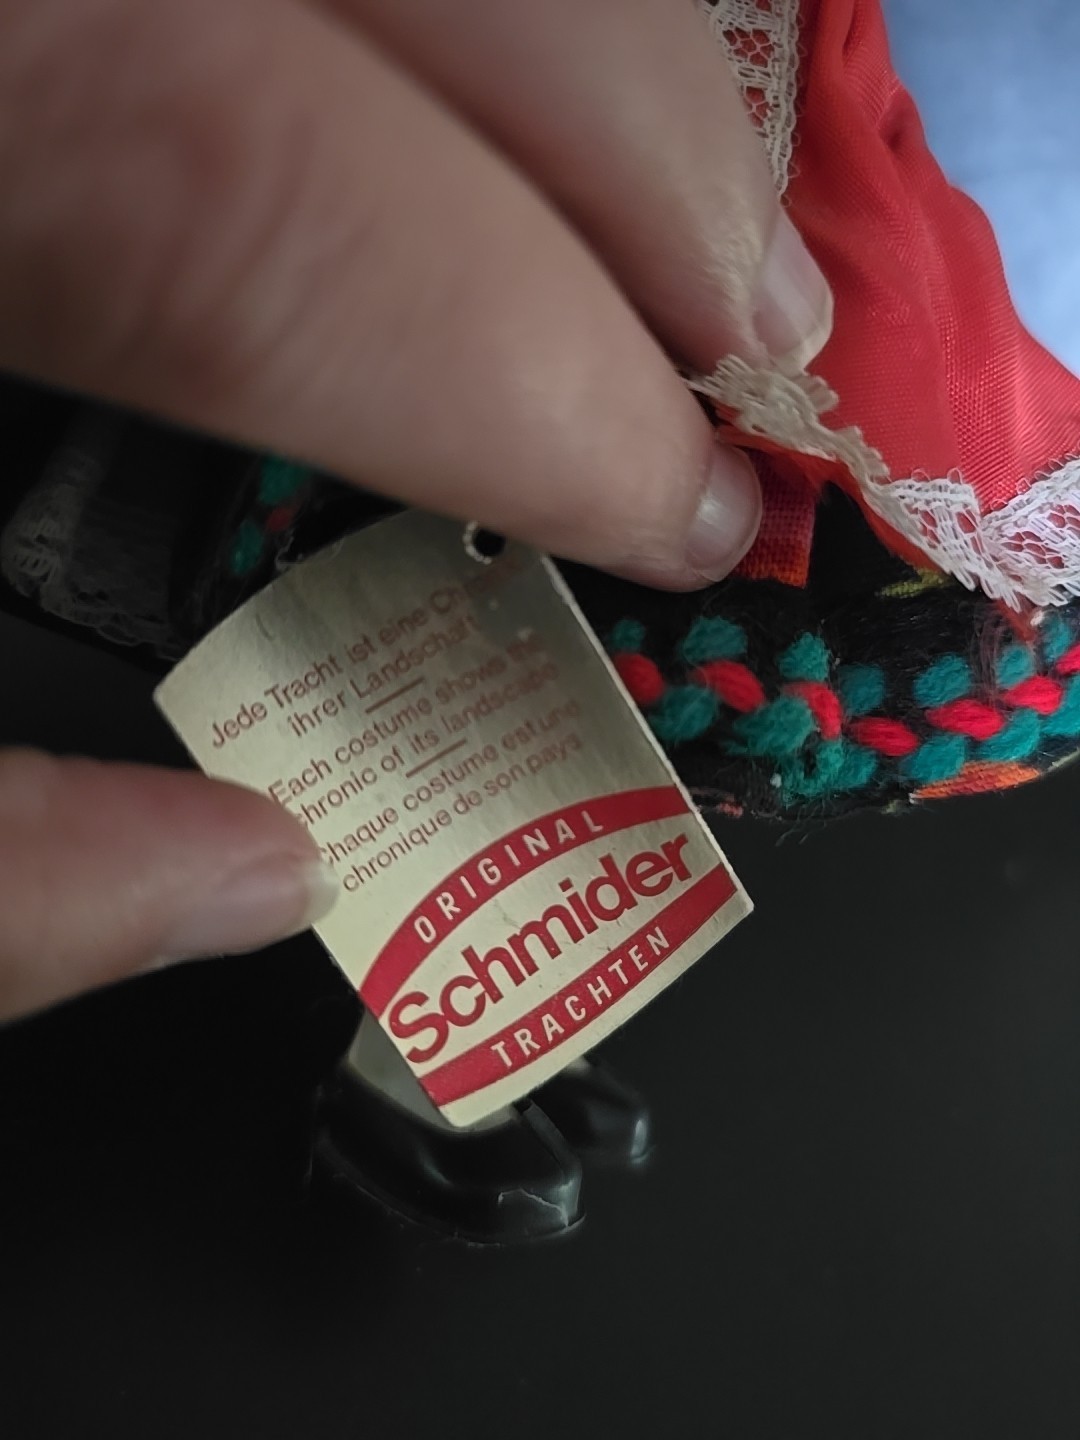 Jede Tracht ist eine
ihrer Landschaft
Each costume shows the
chronic of its landscape
chaque costume est une
chronique de son pays
ORIGINAL
Schmider
TRACHTEN